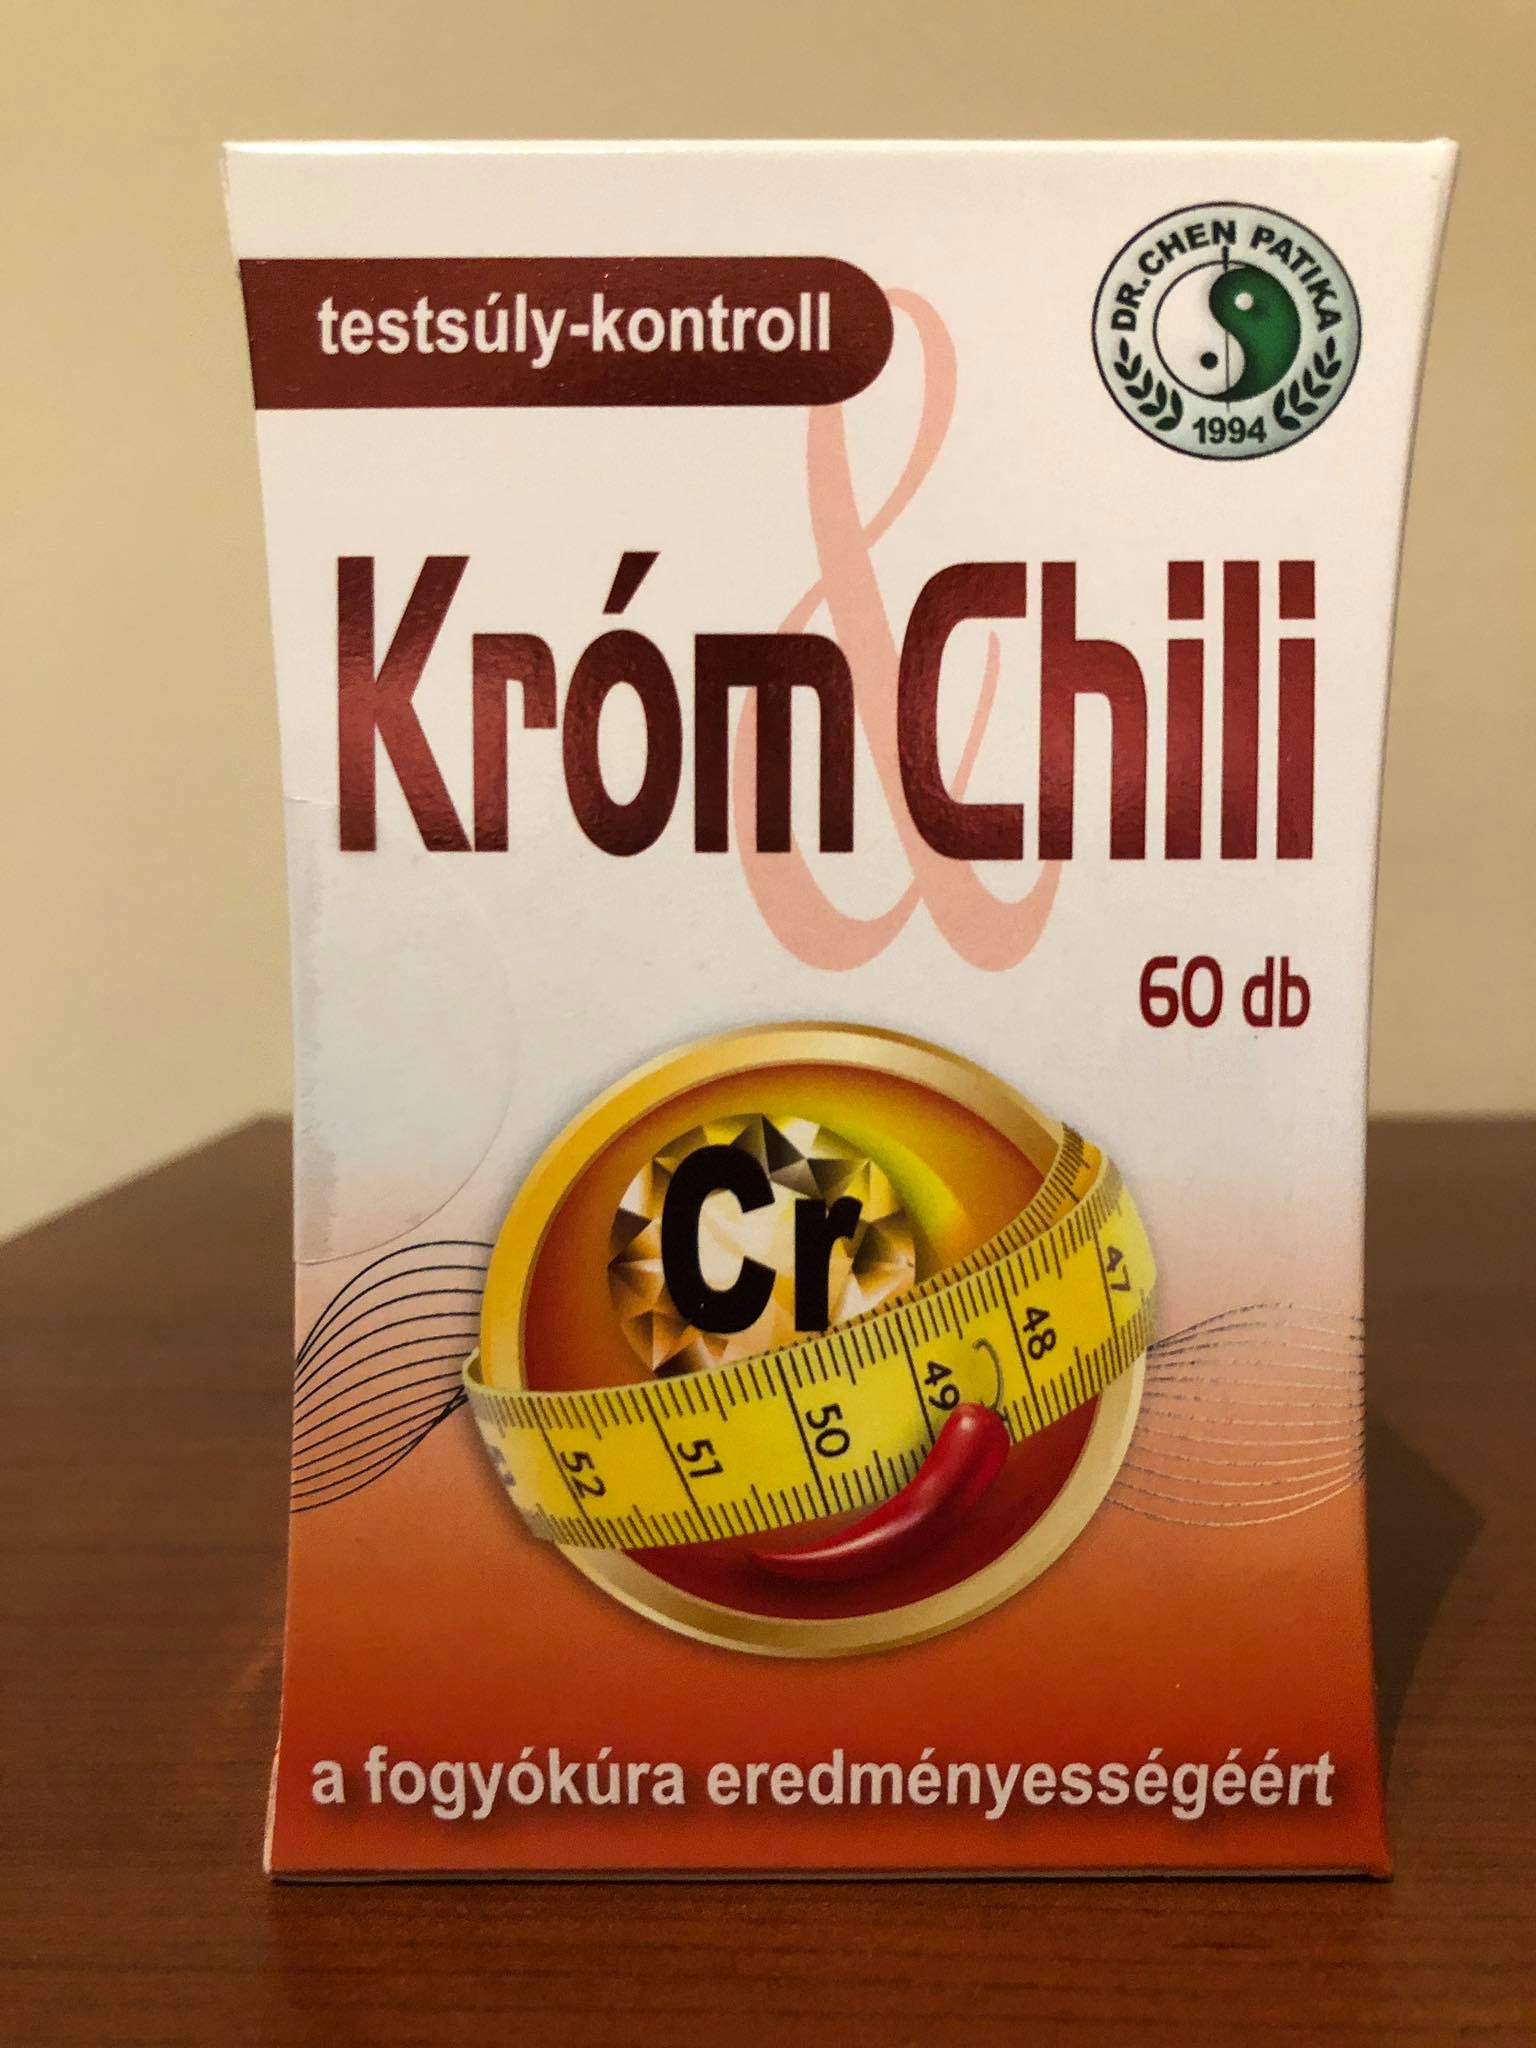 testsúly-kontroll
DR. CHEN PATIKA
1994
Króm & Chili
60 db
Cr
52 51 50 49 48 47
a fogyókúra eredményességéért